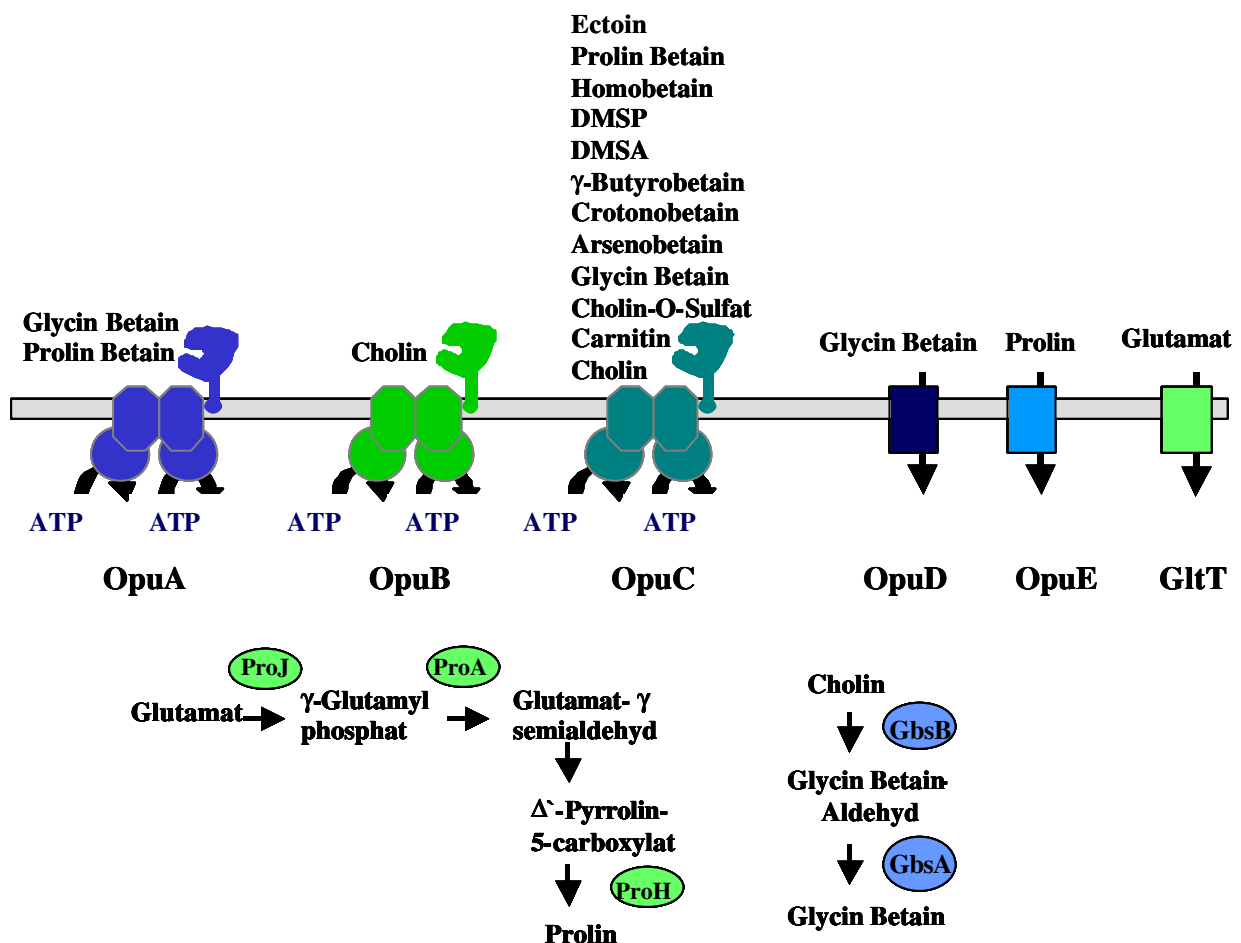 Ectoin
Prolin Betain
Homobetain
DMSP
DMSA
γ-Butyrobetain
Crotonobetain
Arsenobetain
Glycin Betain
Cholin-O-Sulfat
Carnitin
Cholin
Glycin Betain
Prolin Betain
Cholin
Glycin Betain
Prolin
Glutamat
ATP ATP
ATP ATP
ATP ATP
OpuA
OpuB
OpuC
OpuD
OpuE
GltT
ProJ
ProA
Glutamat
γ-Glutamyl
phosphat
Glutamat- γ
semialdehyd
Δ`-Pyrrolin-
5-carboxylat
ProH
Prolin
Cholin
GbsB
Glycin Betain-
Aldehyd
GbsA
Glycin Betain